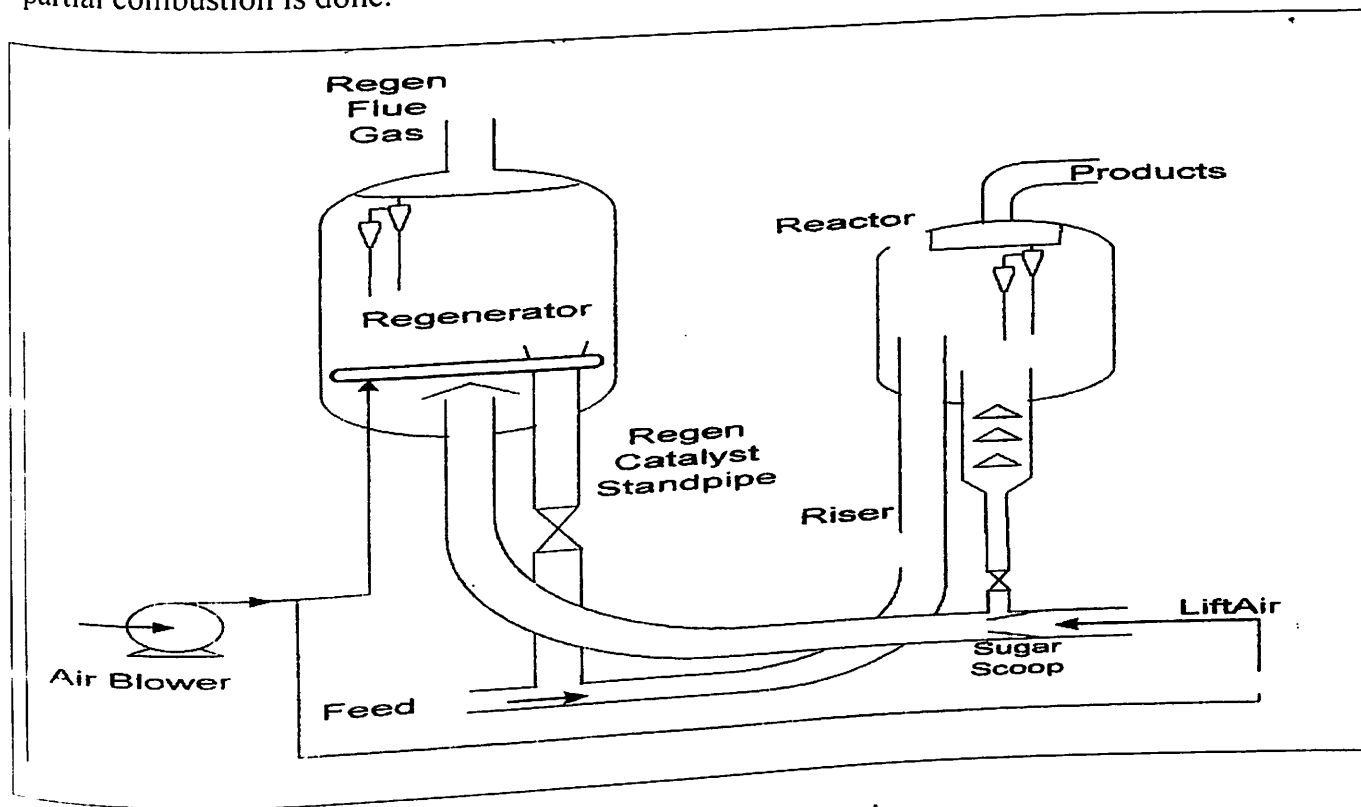 partial combustion is done.
Regen
Flue
Gas
Products
Reactor
Regenerator
Regen
Catalyst
Standpipe
Riser
LiftAir
Sugar
Scoop
Air Blower
Feed